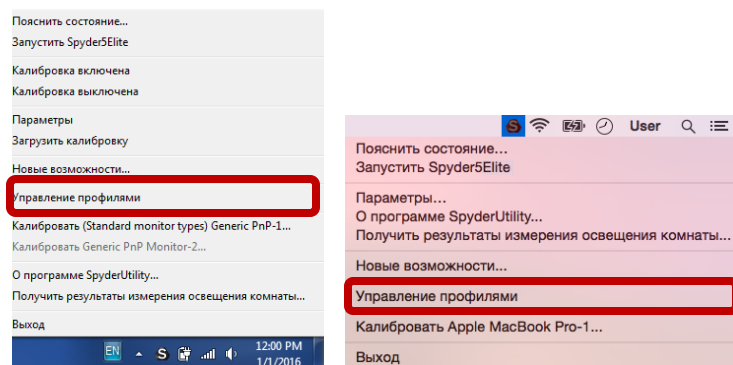 Пояснить состояние...
Запустить Spyder5Elite
Калибровка включена
Калибровка выключена
Параметры
Загрузить калибровку
Новые возможности...
Управление профилями
Калибровать (Standard monitor types) Generic PnP-1...
Калибровать Generic PnP Monitor-2...
О программе SpyderUtility...
Получить результаты измерения освещения комнаты...
Выход
EN S 12:00 PM
1/1/2016
S User
Пояснить состояние...
Запустить Spyder5Elite
Параметры...
О программе SpyderUtility...
Получить результаты измерения освещения комнаты...
Новые возможности...
Управление профилями
Калибровать Apple MacBook Pro-1...
Выход